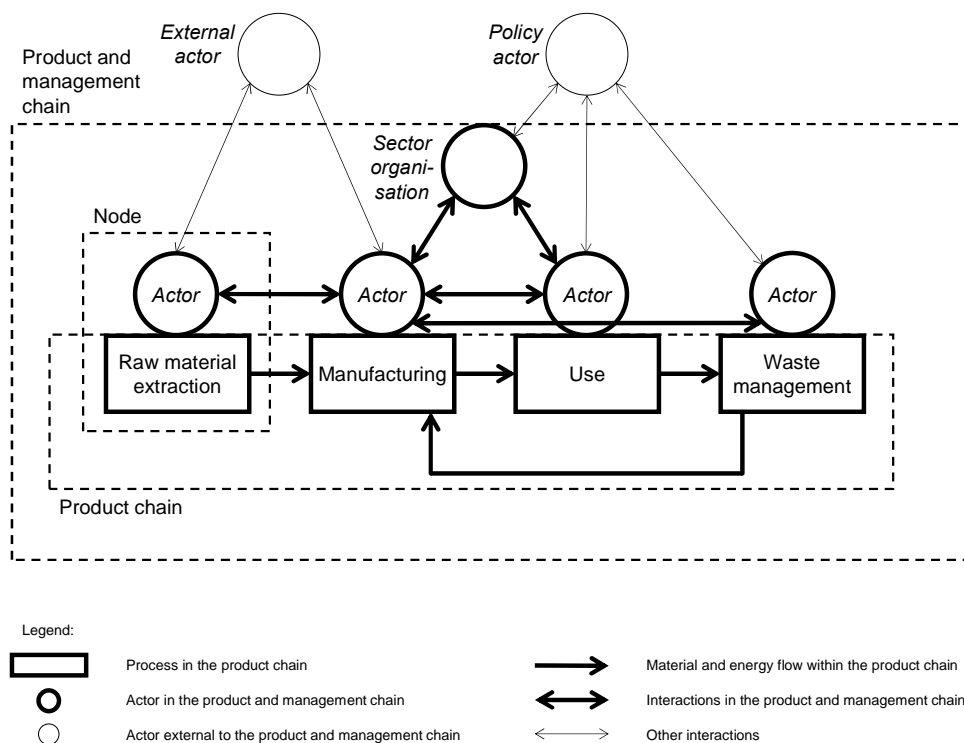 External
actor
Policy
actor
Product and
management
chain
Sector
organi-
sation
Node
Actor
Actor
Actor
Actor
Raw material
extraction
Manufacturing
Use
Waste
management
Product chain
Legend:
Process in the product chain
Material and energy flow within the product chain
Actor in the product and management chain
Interactions in the product and management chain
Actor external to the product and management chain
Other interactions